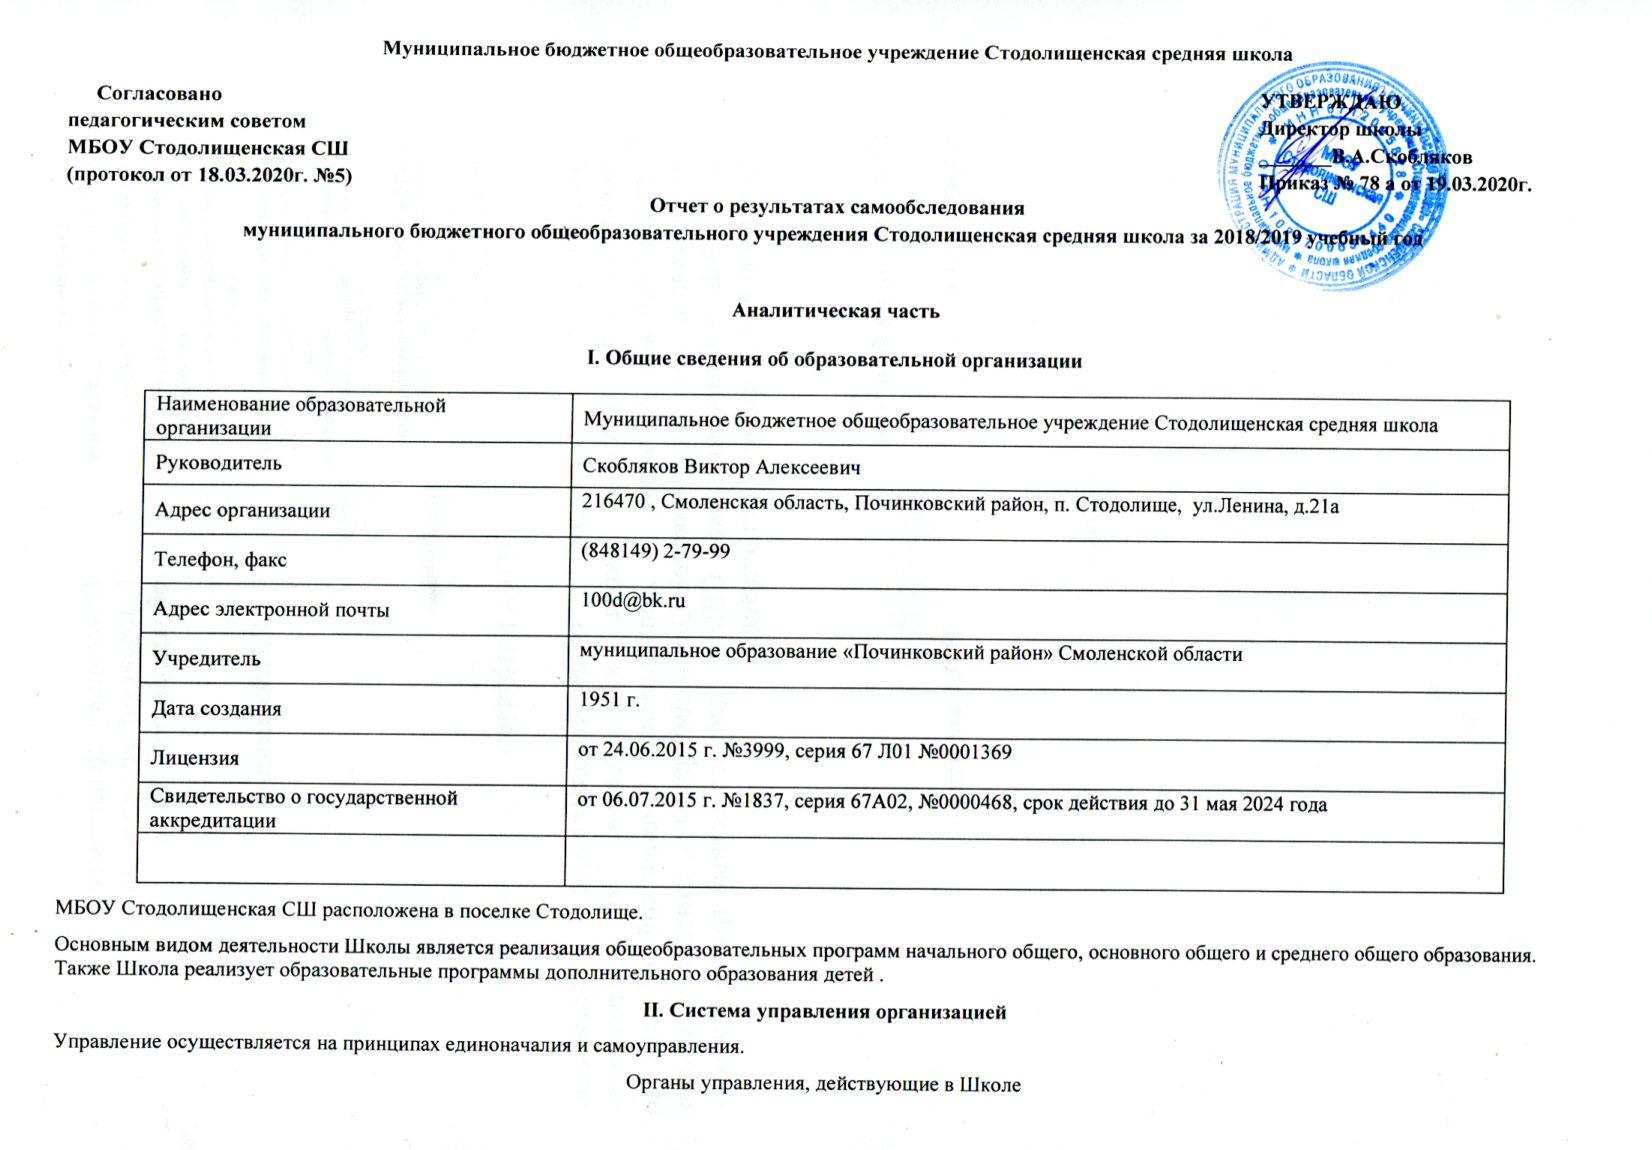 Муниципальное бюджетное общеобразовательное учреждение Стодолищенская средняя школа
Согласовано
педагогическим советом
МБОУ Стодолищенская СШ
(протокол от 18.03.2020г. №5)
УТВЕРЖДАЮ
Директор школы
В.А.Скобляков
Приказ № 78 а от 19.03.2020г.
МБОУ
Стодолищенская
СШ
Отчет о результатах самообследования
муниципального бюджетного общеобразовательного учреждения Стодолищенская средняя школа за 2018/2019 учебный год
Аналитическая часть
I. Общие сведения об образовательной организации
Наименование образовательной
организации
Муниципальное бюджетное общеобразовательное учреждение Стодолищенская средняя школа
Руководитель
Скобляков Виктор Алексеевич
Адрес организации
216470 , Смоленская область, Починковский район, п. Стодолище, ул.Ленина, д.21а
Телефон, факс
(848149) 2-79-99
Адрес электронной почты
100d@bk.ru
Учредитель
муниципальное образование «Починковский район» Смоленской области
Дата создания
1951 г.
Лицензия
от 24.06.2015 г. №3999, серия 67 Л01 №0001369
Свидетельство о государственной
аккредитации
от 06.07.2015 г. №1837, серия 67А02, №0000468, срок действия до 31 мая 2024 года
МБОУ Стодолищенская СШ расположена в поселке Стодолище.
Основным видом деятельности Школы является реализация общеобразовательных программ начального общего, основного общего и среднего общего образования.
Также Школа реализует образовательные программы дополнительного образования детей .
II. Система управления организацией
Управление осуществляется на принципах единоначалия и самоуправления.
Органы управления, действующие в Школе